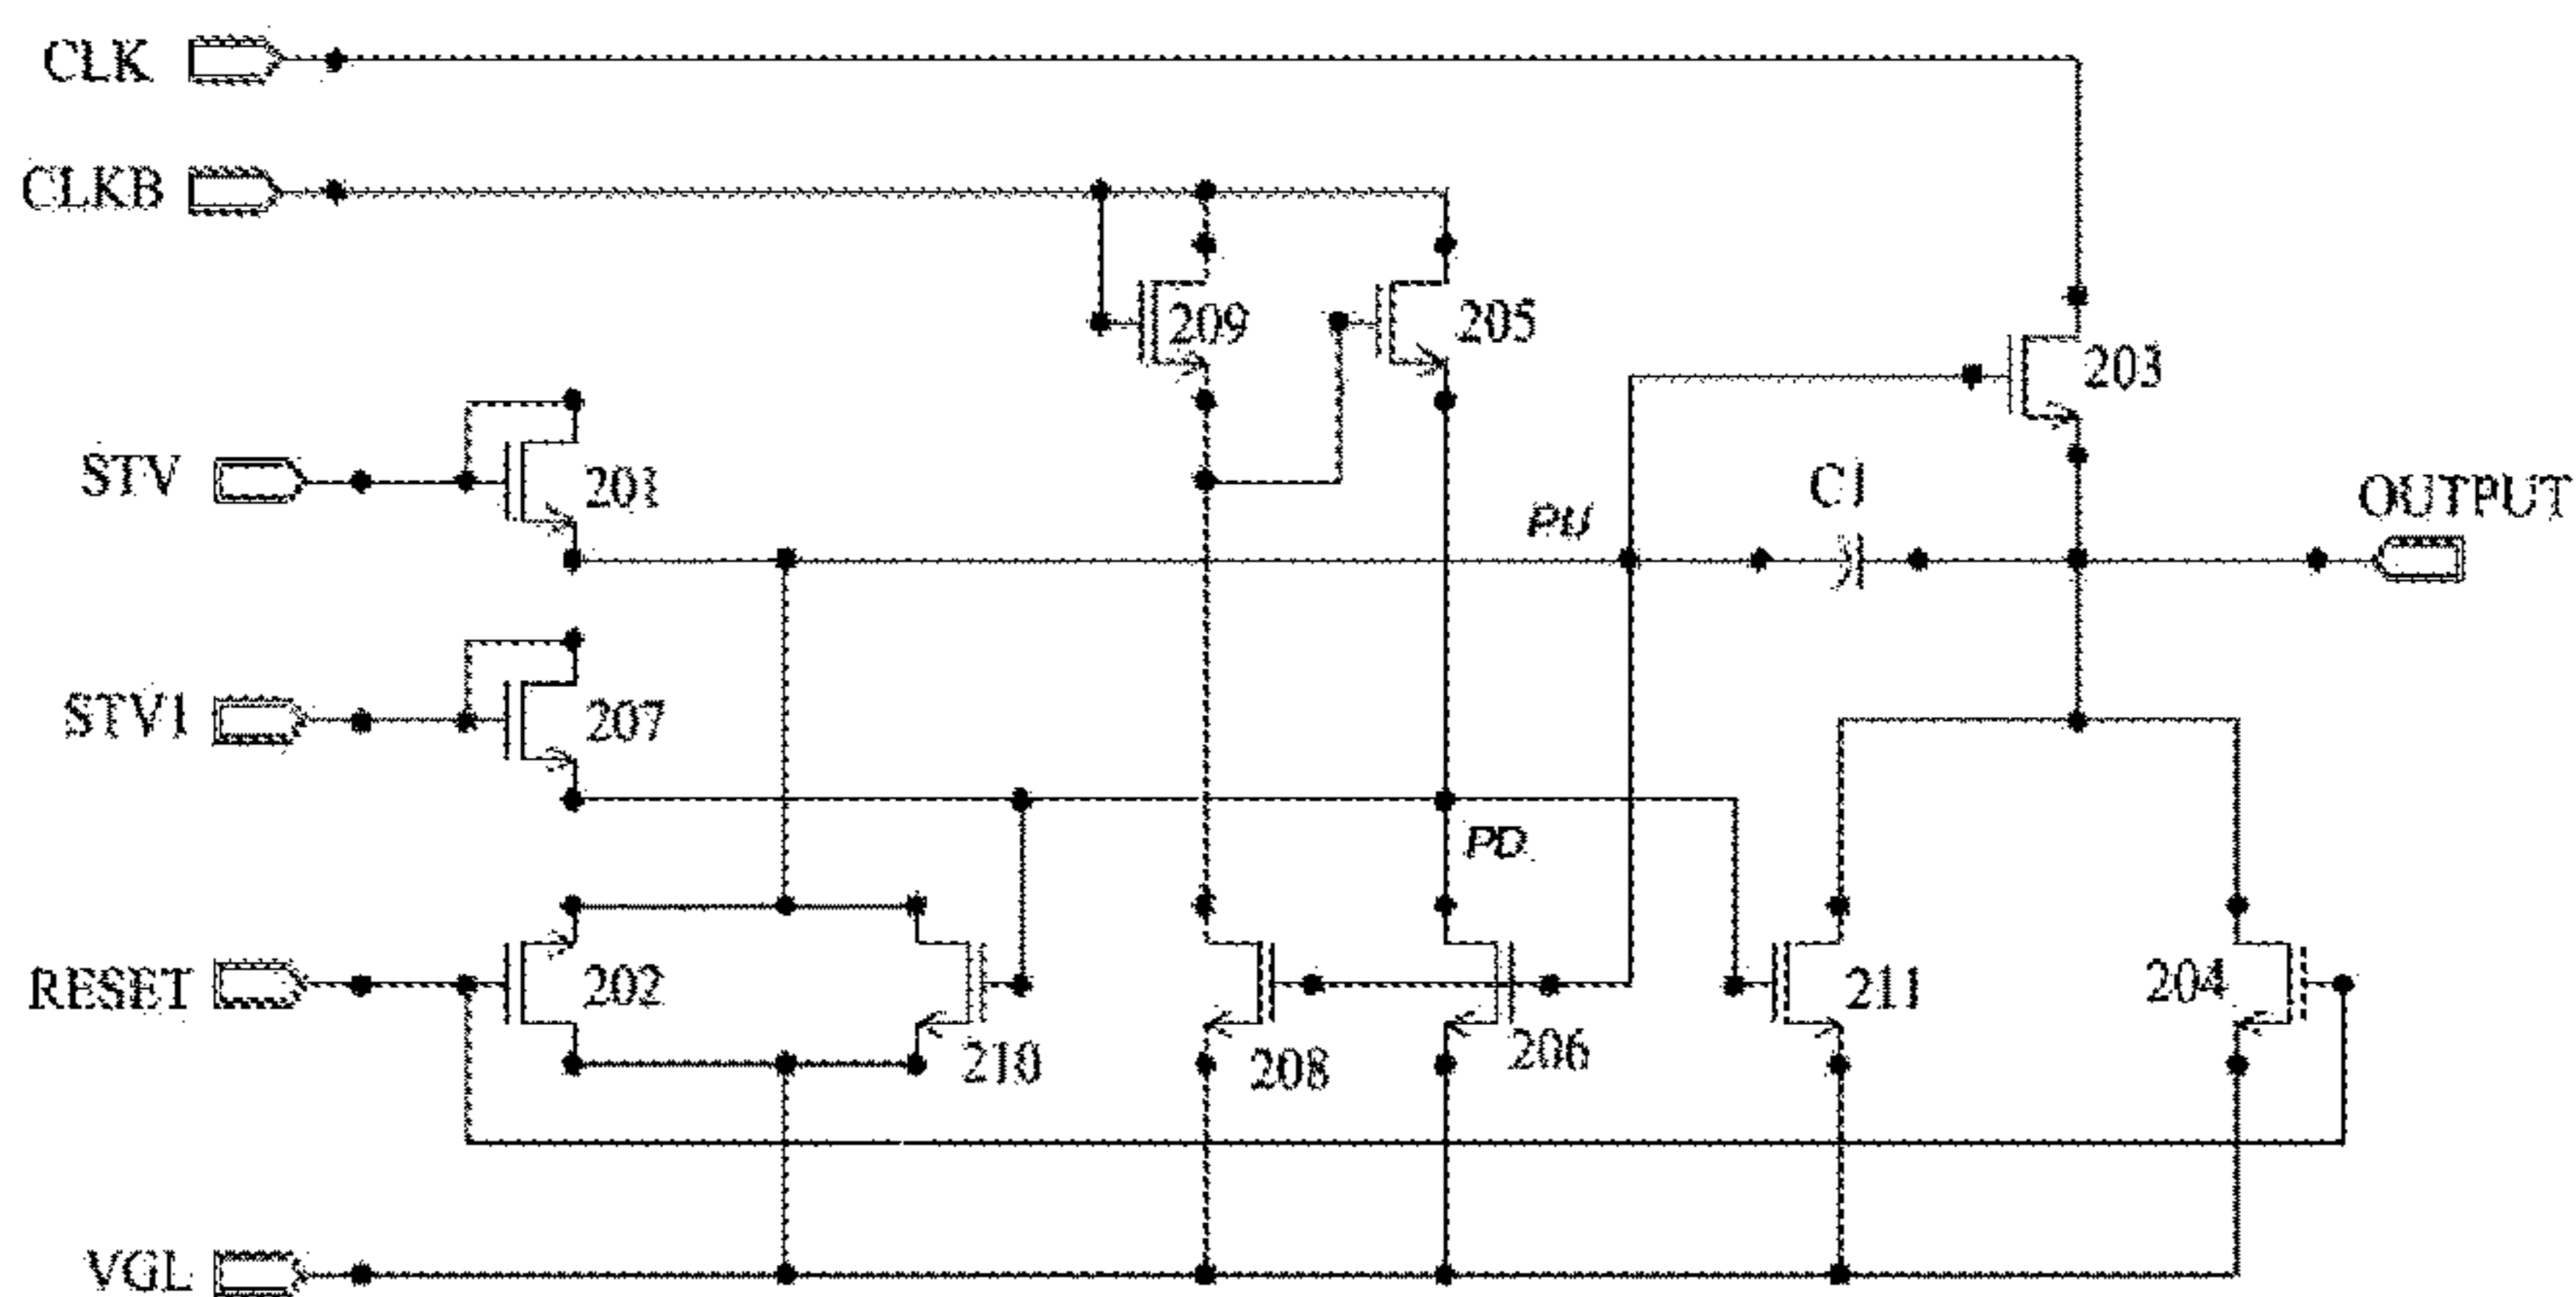 CLK
CLKB
209
205
203
STV
201
PU
C1
OUTPUT
STV1
207
PD
RESET
202
210
208
206
211
204
VGL